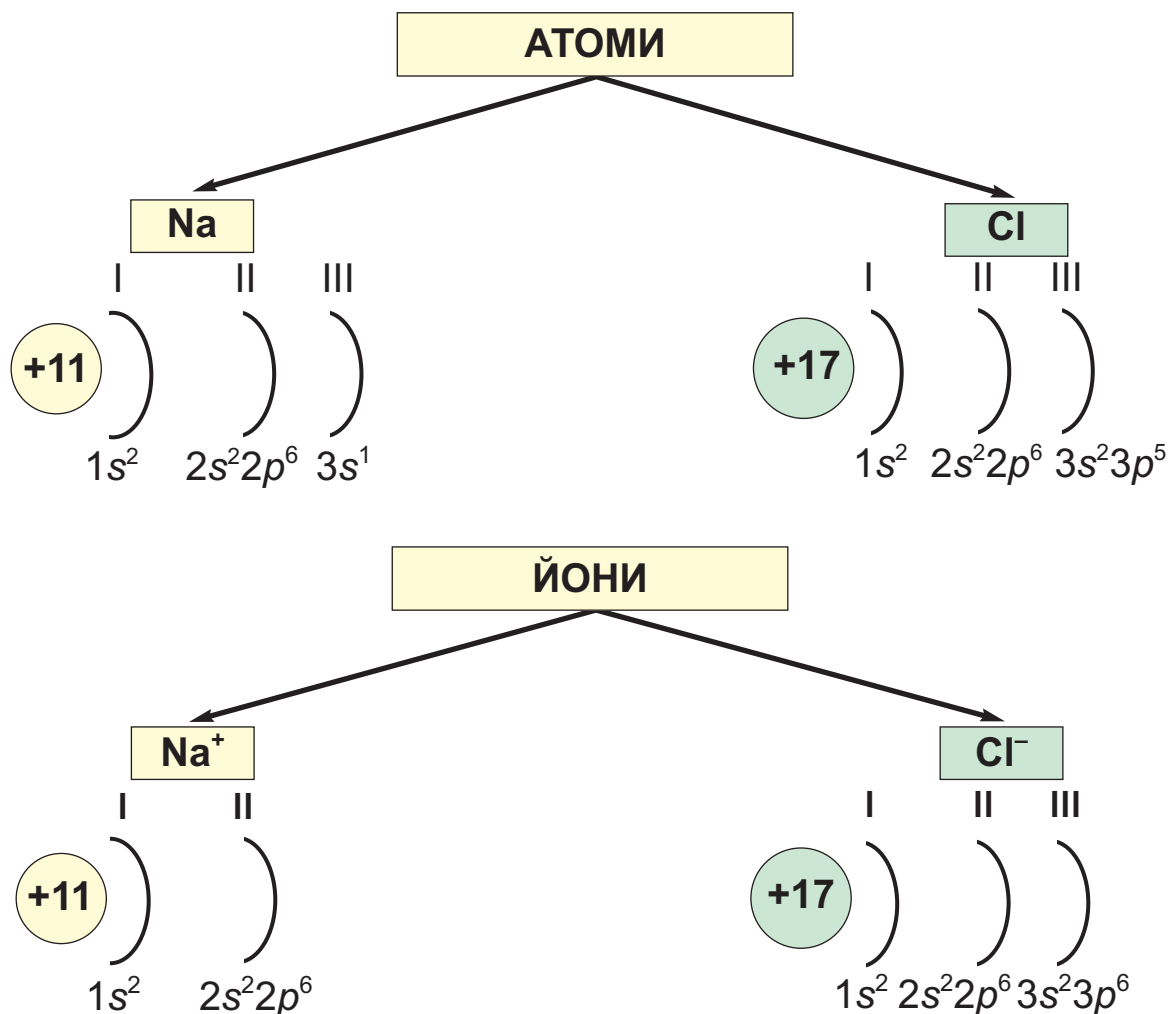 АТОМИ
Na Cl
I II III I II III
+11 +17
1s² 2s²2p⁶ 3s¹ 1s² 2s²2p⁶ 3s²3p⁵
ЙОНИ
Na⁺ Cl⁻
I II I II III
+11 +17
1s² 2s²2p⁶ 1s² 2s²2p⁶ 3s²3p⁶